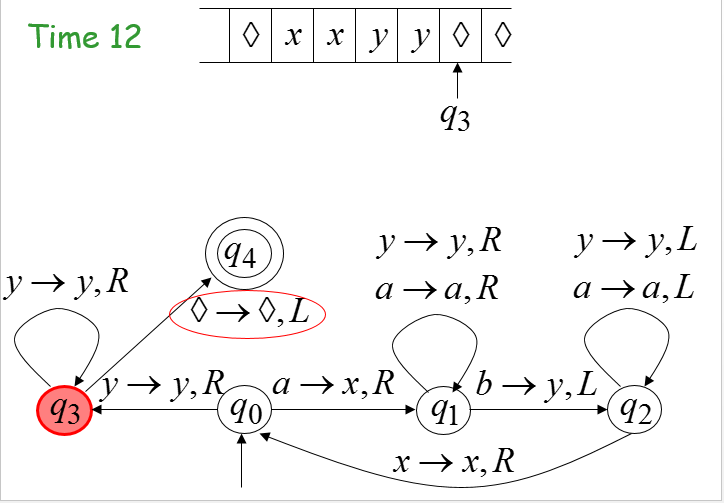 Time 12
◊ x x y y ◊ ◊
q3
q4
y → y, R
y → y, L
y → y, R
a → a, R
a → a, L
◊ → ◊, L
y → y, R
a → x, R
b → y, L
q3
q0
q1
q2
x → x, R